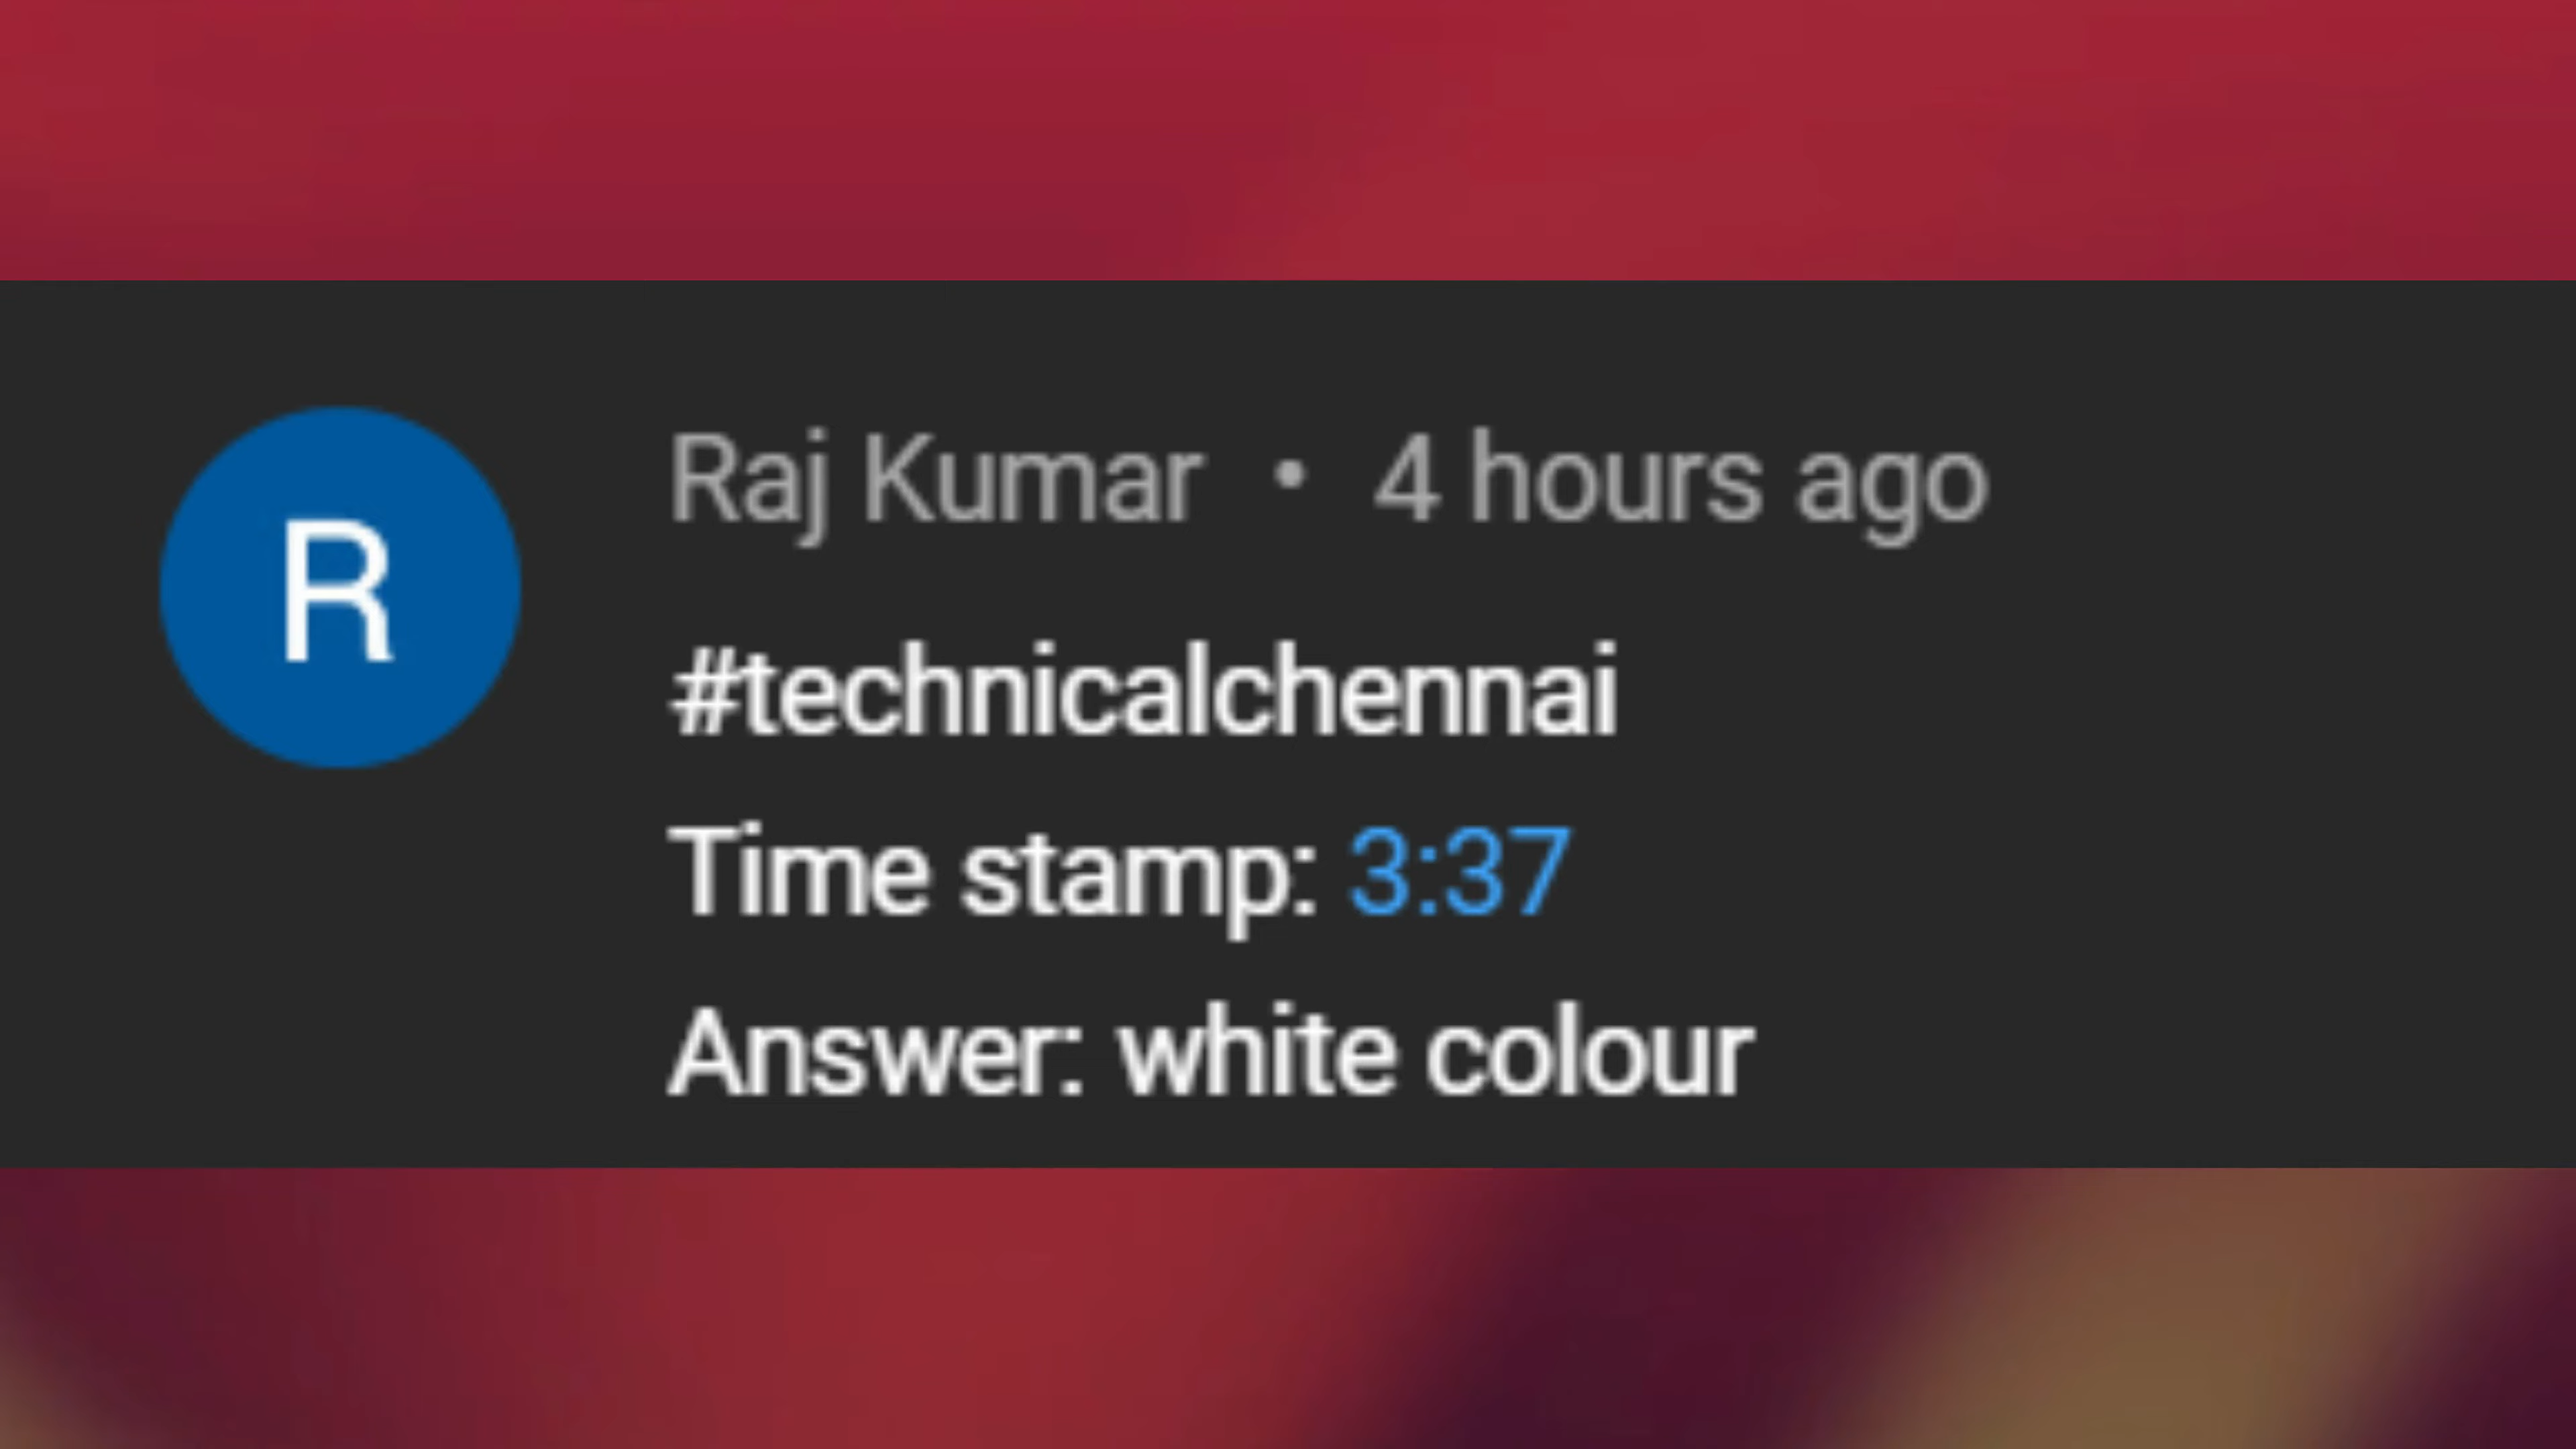 R
Raj Kumar • 4 hours ago
#technicalchennai
Time stamp: 3:37
Answer: white colour